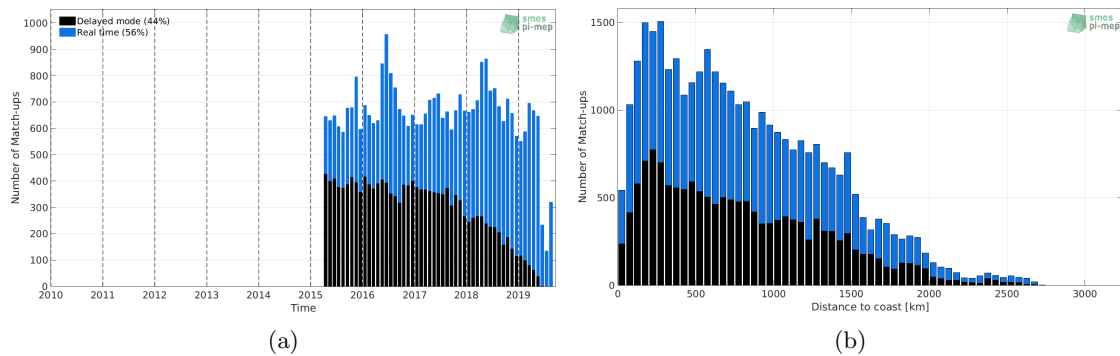 Delayed mode (44%)
Real time (56%)
smos
pi-mep
Number of Match-ups
1000
900
800
700
600
500
400
300
200
100
0
2010 2011 2012 2013 2014 2015 2016 2017 2018 2019
Time
(a)
smos
pi-mep
Number of Match-ups
1500
1000
500
0
0 500 1000 1500 2000 2500 3000
Distance to coast [km]
(b)